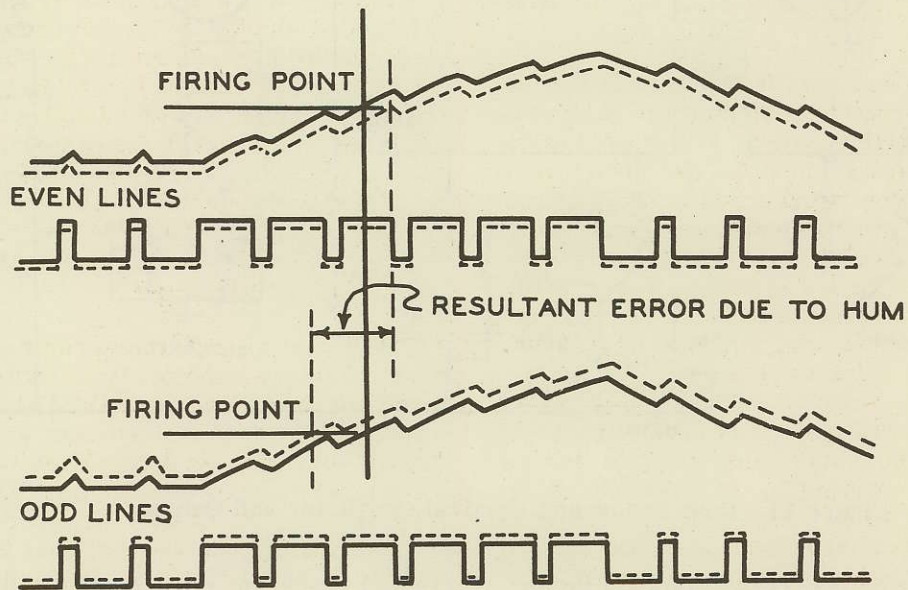 FIRING POINT
EVEN LINES
RESULTANT ERROR DUE TO HUM
FIRING POINT
ODD LINES